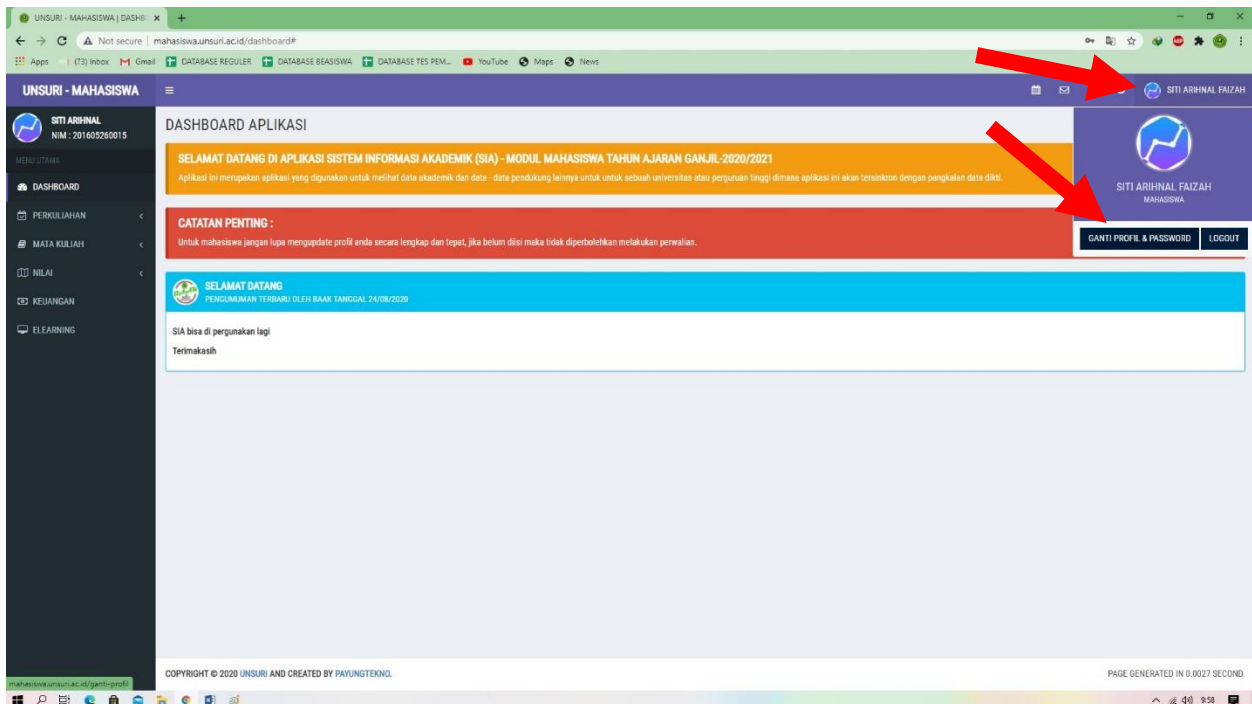 UNSURI - MAHASISWA | DASHB
Not secure | mahasiswa.unsuri.ac.id/dashboard#
Apps (73) Inbox Gmail DATABASE REGULER DATABASE BEASISWA DATABASE TES PEM... YouTube Maps News
UNSURI - MAHASISWA
SITI ARIHNAL FAIZAH
SITI ARIHNAL
NIM : 201605260015
MENU UTAMA
DASHBOARD
PERKULIAHAN
MATA KULIAH
NILAI
KEUANGAN
ELEARNING
DASHBOARD APLIKASI
SELAMAT DATANG DI APLIKASI SISTEM INFORMASI AKADEMIK (SIA) - MODUL MAHASISWA TAHUN AJARAN GANJIL-2020/2021
Aplikasi ini merupakan aplikasi yang digunakan untuk melihat data akademik dan data - data pendukung lainnya untuk untuk sebuah universitas atau perguruan tinggi dimana aplikasi ini akan tersinkron dengan pangkalan data dikti.
CATATAN PENTING :
Untuk mahasiswa jangan lupa mengupdate profil anda secara lengkap dan tepat, jika belum diisi maka tidak diperbolehkan melakukan perwalian.
SELAMAT DATANG
PENGUMUMAN TERBARU OLEH BAAK TANGGAL 24/08/2020
SIA bisa di pergunakan lagi
Terimakasih
SITI ARIHNAL FAIZAH
MAHASISWA
GANTI PROFIL & PASSWORD LOGOUT
COPYRIGHT © 2020 UNSURI AND CREATED BY PAYUNGTEKNO.
PAGE GENERATED IN 0.0027 SECOND.
mahasiswa.unsuri.ac.id/ganti-profil
9:58